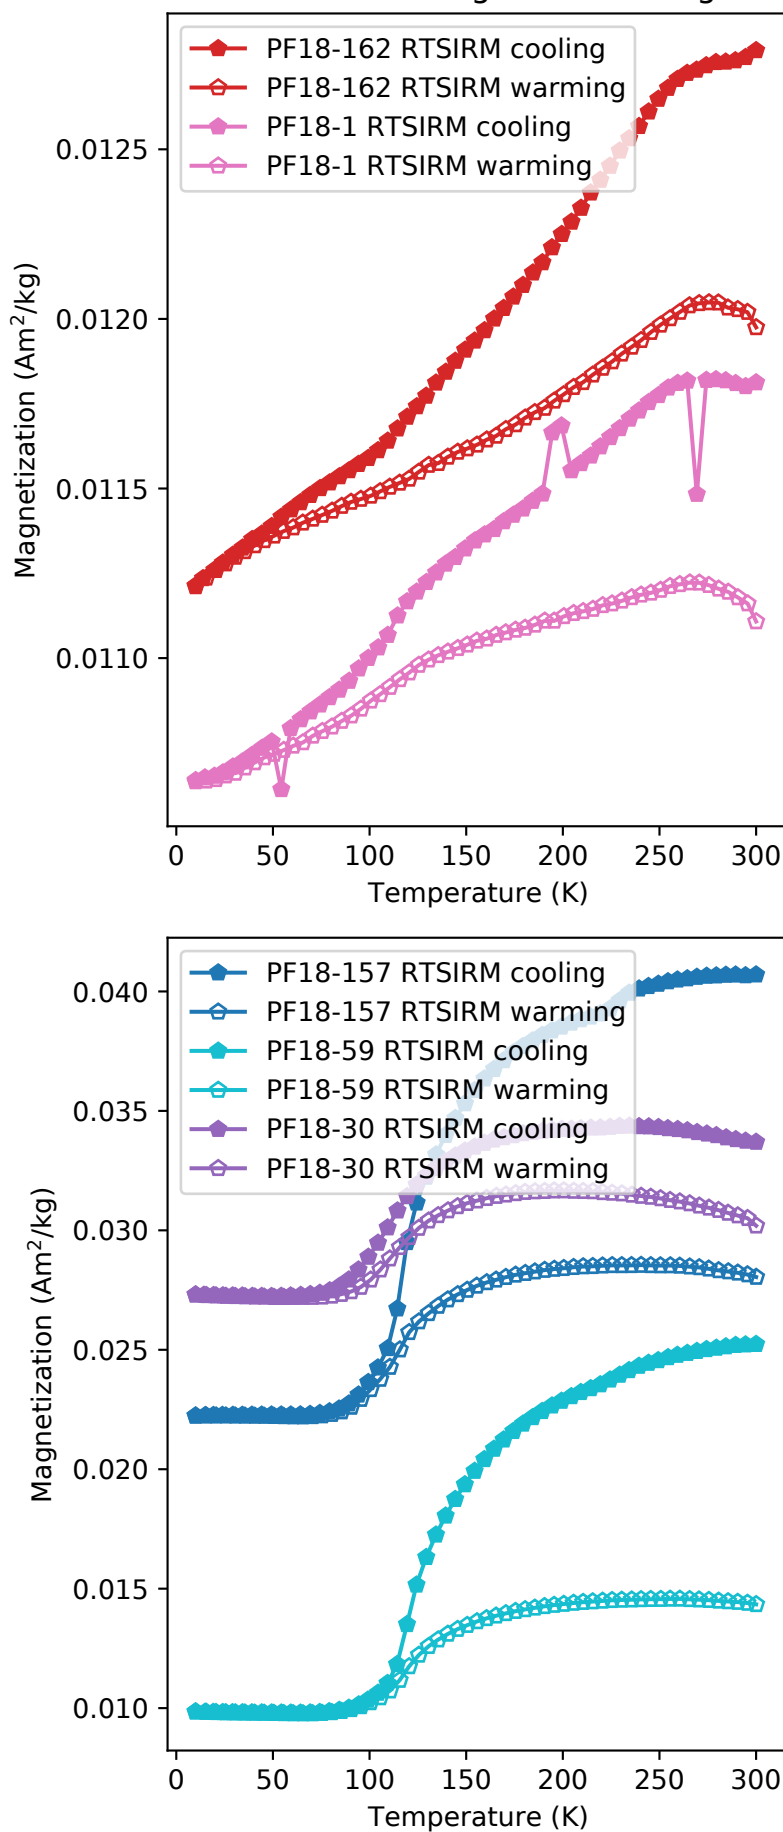 PF18-162 RTSIRM cooling
PF18-162 RTSIRM warming
PF18-1 RTSIRM cooling
PF18-1 RTSIRM warming
0.0125
0.0120
0.0115
0.0110
Magnetization (Am²/kg)
0 50 100 150 200 250 300
Temperature (K)
PF18-157 RTSIRM cooling
PF18-157 RTSIRM warming
PF18-59 RTSIRM cooling
PF18-59 RTSIRM warming
PF18-30 RTSIRM cooling
PF18-30 RTSIRM warming
0.040
0.035
0.030
0.025
0.020
0.015
0.010
Magnetization (Am²/kg)
0 50 100 150 200 250 300
Temperature (K)